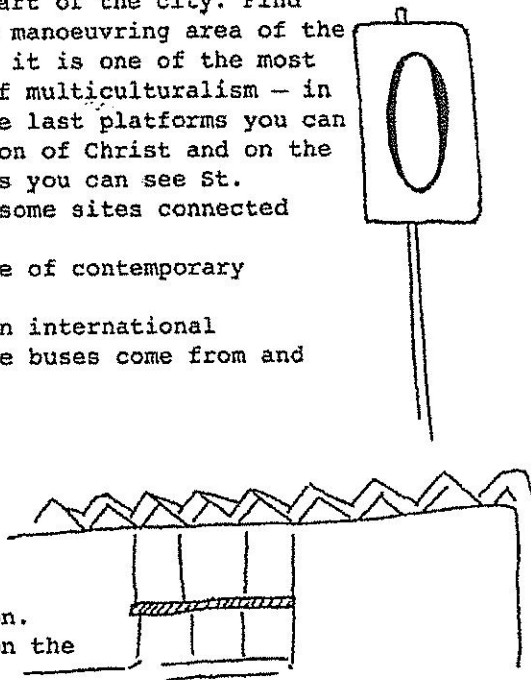 art of the city. Find
manoeuvring area of the
it is one of the most
f multiculturalism — in
e last platforms you can
on of Christ and on the
s you can see St.
some sites connected
e of contemporary
n international
e buses come from and
0
n.
n the